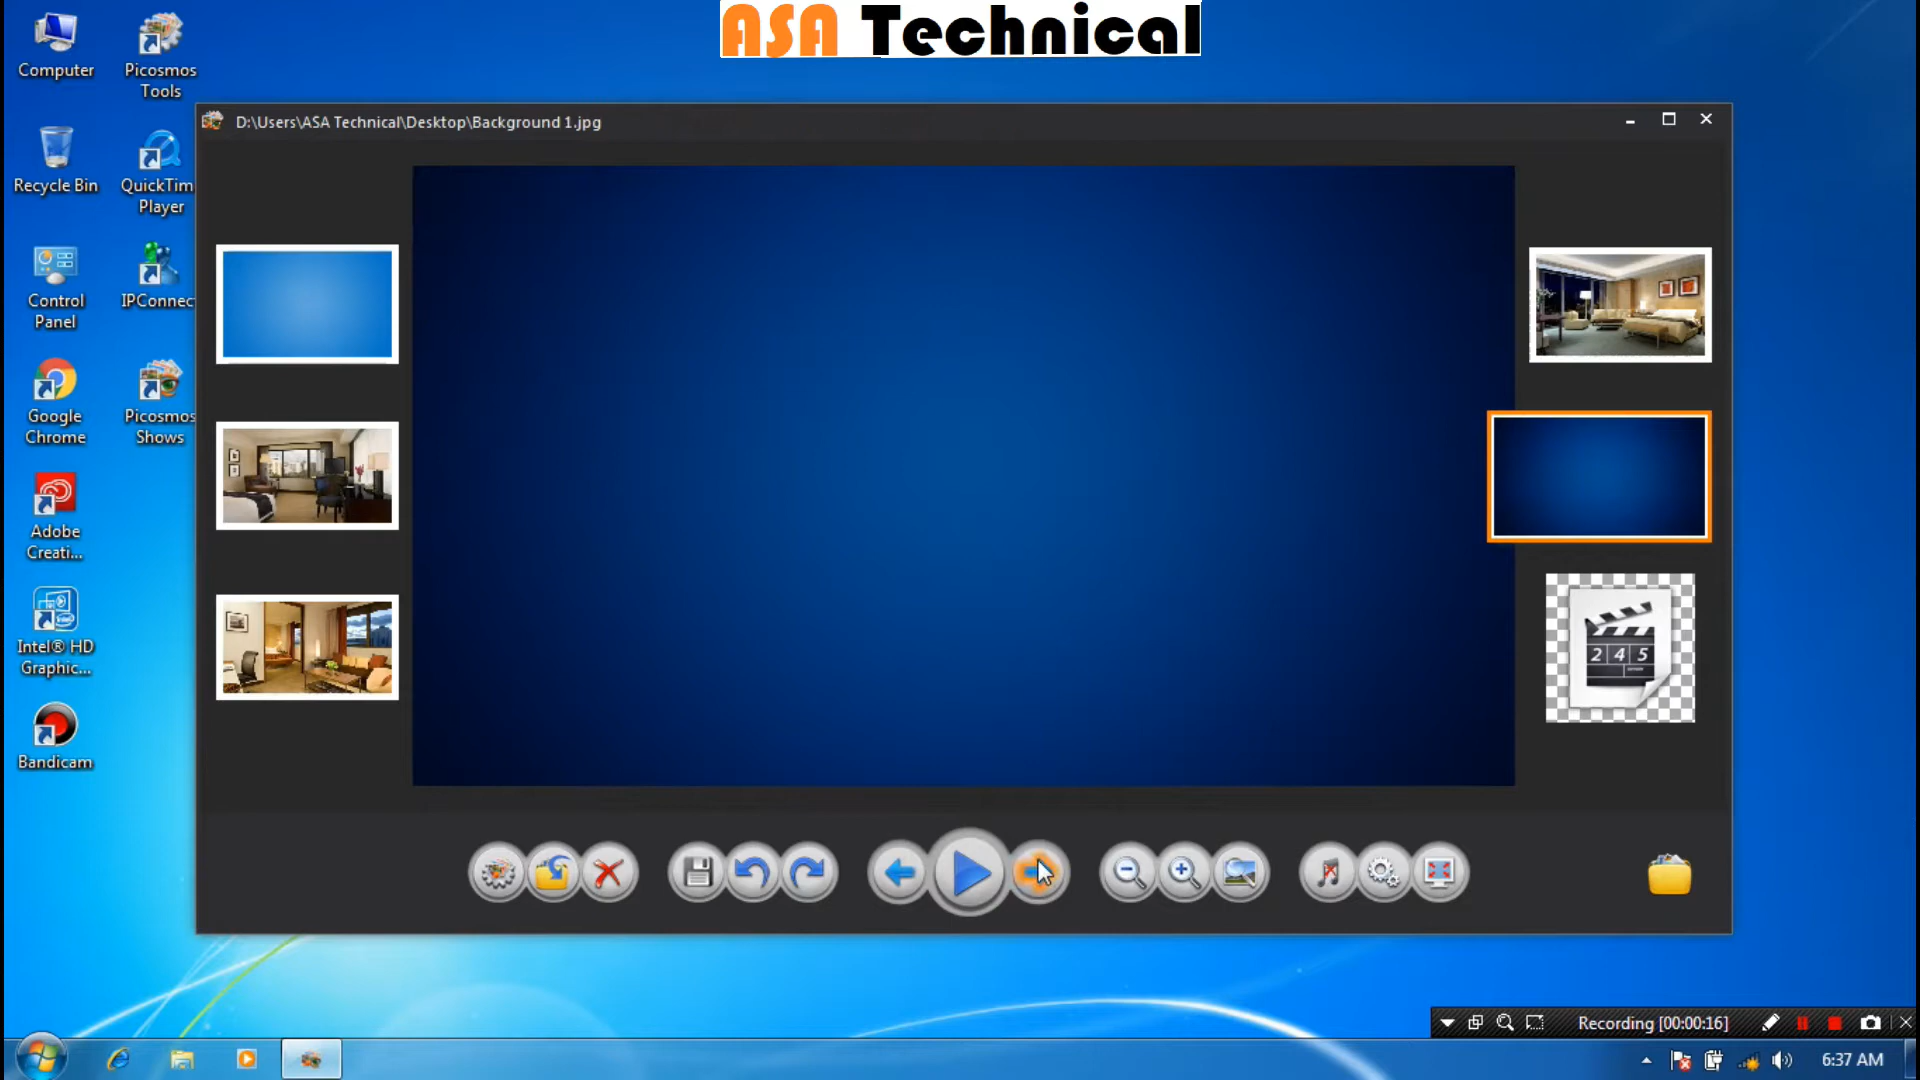 ASA Technical
Computer
Picosmos
Tools
D:\Users\ASA Technical\Desktop\Background 1.jpg
Recycle Bin
QuickTim
Player
Control
Panel
IPConnec
Google
Chrome
Picosmos
Shows
Adobe
Creati...
Intel® HD
Graphic...
Bandicam
2 4 5
Recording [00:00:16]
6:37 AM